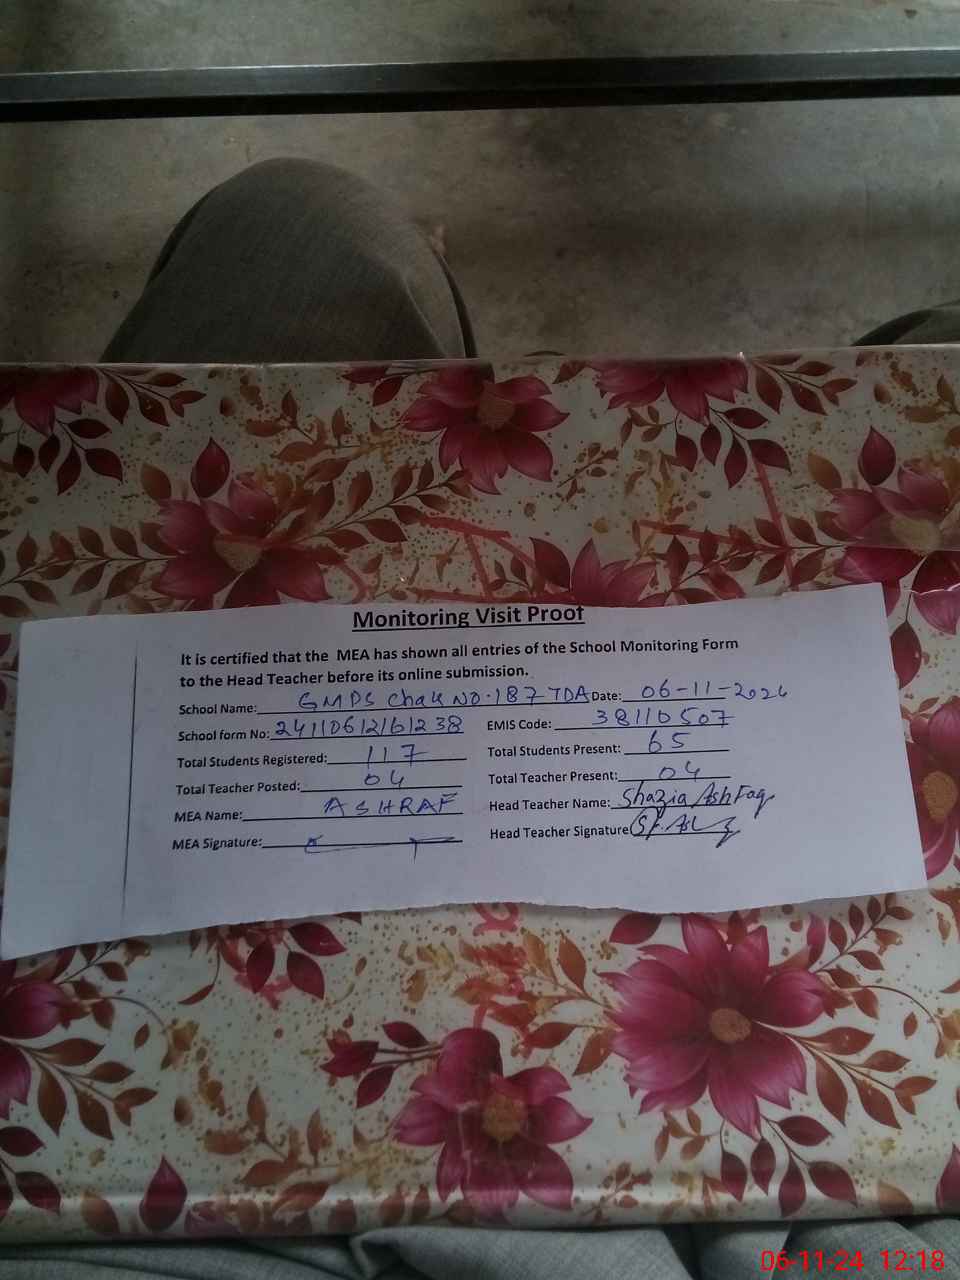 Monitoring Visit Proof
It is certified that the MEA has shown all entries of the School Monitoring Form
to the Head Teacher before its online submission.
School Name: GMPS Chak NO.187 TDA Date: 06-11-2024
School form No: 24110612161238 EMIS Code: 38110507
Total Students Registered: 117 Total Students Present: 65
Total Teacher Posted: 04 Total Teacher Present: 04
MEA Name: ASHRAF Head Teacher Name: Shazia Ashfaq
MEA Signature: Head Teacher Signature
06-11-24 12:18